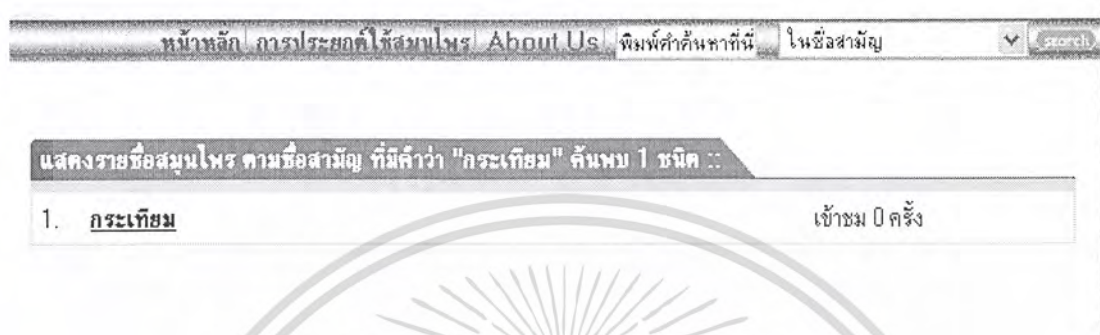 หน้าหลัก| การประยุกต์ใช้สมุนไพร| About Us| พิมพ์คำค้นหาที่นี่ ในชื่อสามัญ search
แสดงรายชื่อสมุนไพร ตามชื่อสามัญ ที่มีคำว่า "กระเทียม" ค้นพบ 1 ชนิด ::
1. กระเทียม เข้าชม 0 ครั้ง